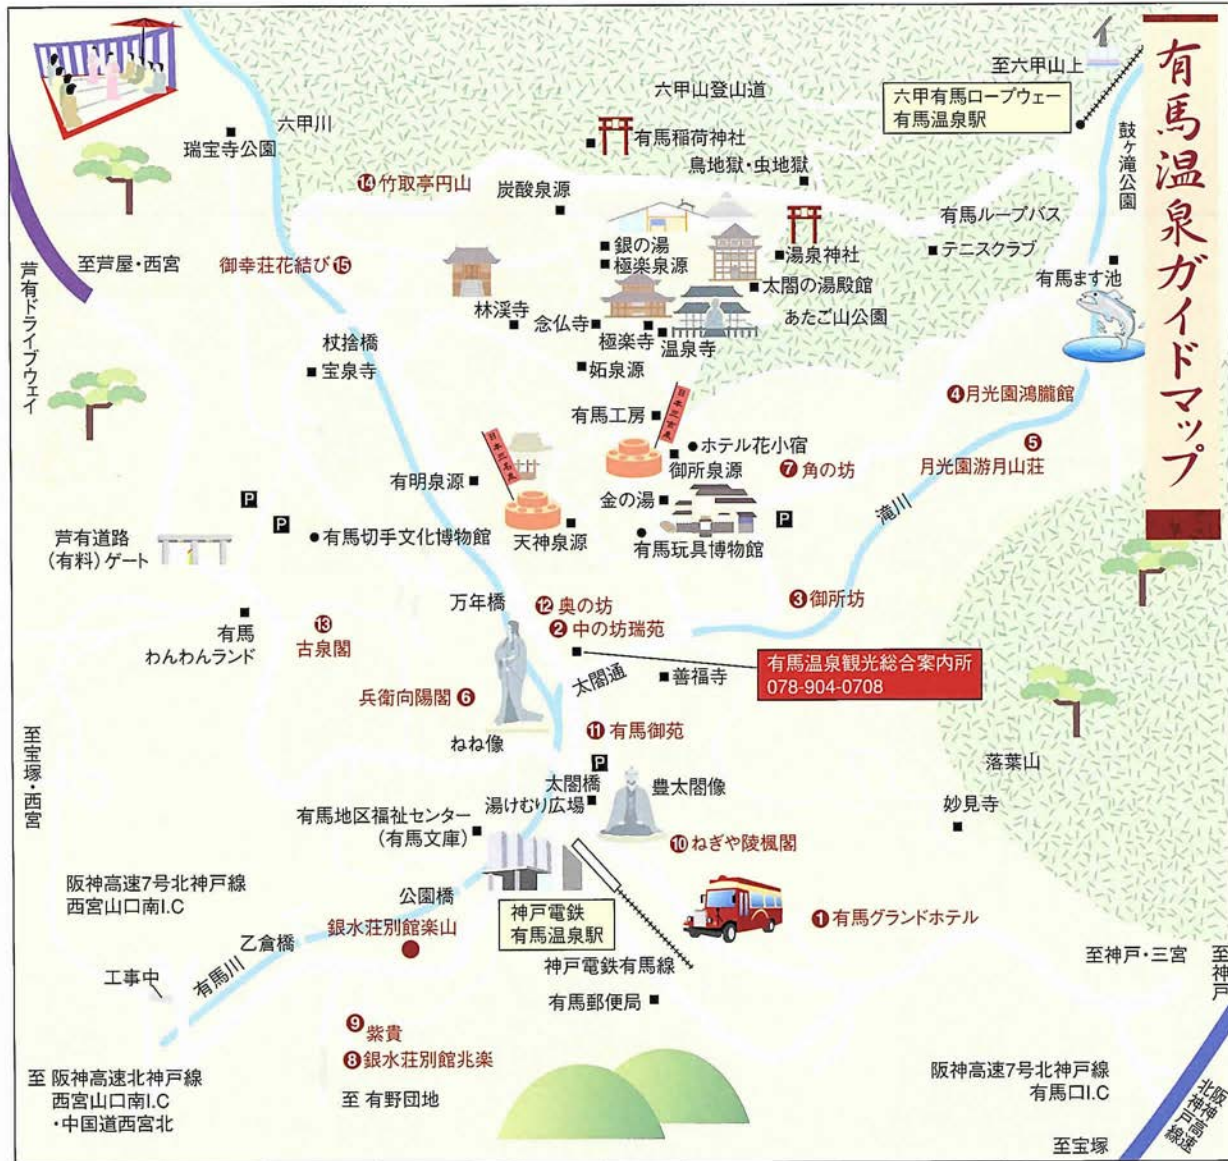 有馬温泉ガイドマップ
至六甲山上
六甲有馬ロープウェー
有馬温泉駅
六甲山登山道
鼓ヶ滝公園
六甲川
瑞宝寺公園
有馬稲荷神社
鳥地獄・虫地獄
⑭竹取亭円山
炭酸泉源
有馬ループバス
テニスクラブ
銀の湯
極楽泉源
湯泉神社
至芦屋・西宮
御幸荘花結び⑮
太閤の湯殿館
有馬ます池
芦有ドライブウェイ
林渓寺
念仏寺
極楽寺
温泉寺
あたご山公園
杖捨橋
宝泉寺
妬泉源
④月光園鴻朧館
有馬工房
日本三古泉
日本三名泉
ホテル花小宿
御所泉源
⑦角の坊
⑤
月光園游月山荘
有明泉源
金の湯
滝川
P
P
P
芦有道路
(有料)ゲート
有馬切手文化博物館
天神泉源
有馬玩具博物館
万年橋
⑫奥の坊
②中の坊瑞苑
③御所坊
有馬
わんわんランド
⑬
古泉閣
有馬温泉観光総合案内所
078-904-0708
太閤通
善福寺
兵衛向陽閣⑥
ねね像
⑪有馬御苑
至宝塚・西宮
P
太閤橋
湯けむり広場
豊太閤像
落葉山
妙見寺
有馬地区福祉センター
(有馬文庫)
⑩ねぎや陵楓閣
阪神高速7号北神戸線
西宮山口南I.C
公園橋
神戸電鉄
有馬温泉駅
①有馬グランドホテル
銀水荘別館楽山
乙倉橋
神戸電鉄有馬線
至神戸・三宮
至神戸
工事中
有馬川
有馬郵便局
⑨紫貴
⑧銀水荘別館兆楽
至 阪神高速北神戸線
西宮山口南I.C
・中国道西宮北
至 有野団地
阪神高速7号北神戸線
有馬口I.C
阪神高速
北神戸線
至宝塚